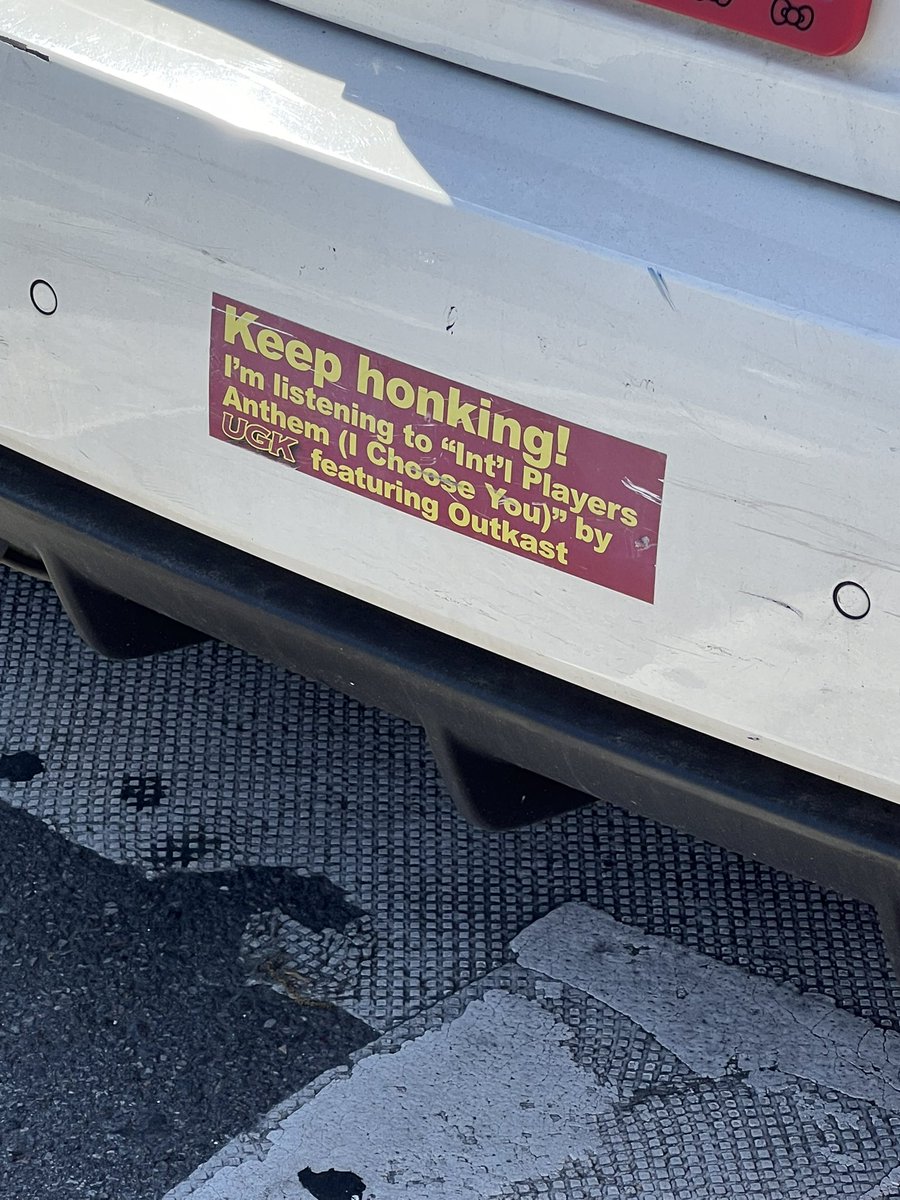 Keep honking!
I'm listening to "Int'l Players
Anthem (I Choose You)" by
UGK featuring Outkast